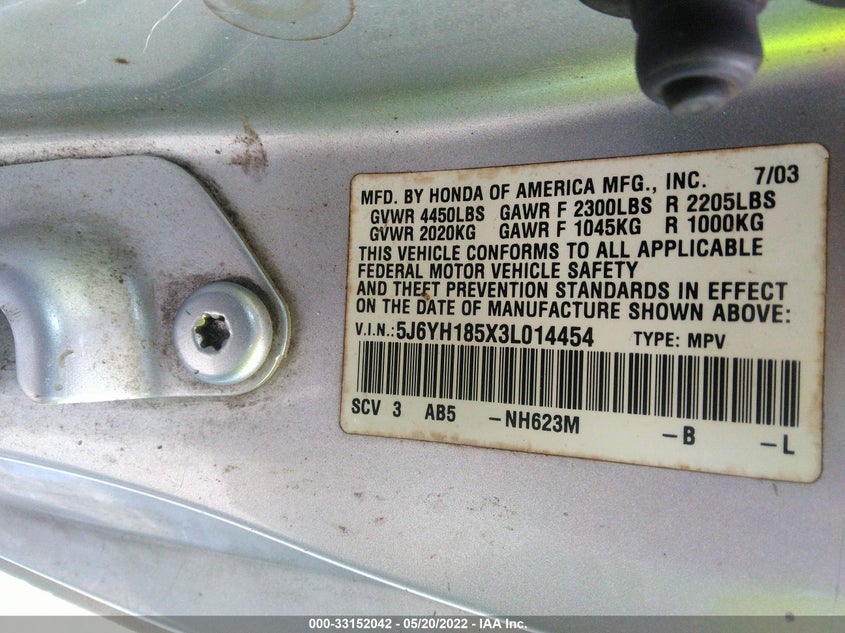 MFD. BY HONDA OF AMERICA MFG., INC. 7/03
GVWR 4450LBS GAWR F 2300LBS R 2205LBS
GVWR 2020KG GAWR F 1045KG R 1000KG
THIS VEHICLE CONFORMS TO ALL APPLICABLE
FEDERAL MOTOR VEHICLE SAFETY
AND THEFT PREVENTION STANDARDS IN EFFECT
ON THE DATE OF MANUFACTURE SHOWN ABOVE:
V.I.N.:5J6YH185X3L014454 TYPE: MPV
SCV 3 AB5 -NH623M -B -L
000-33152042 - 05/20/2022 - IAA Inc.